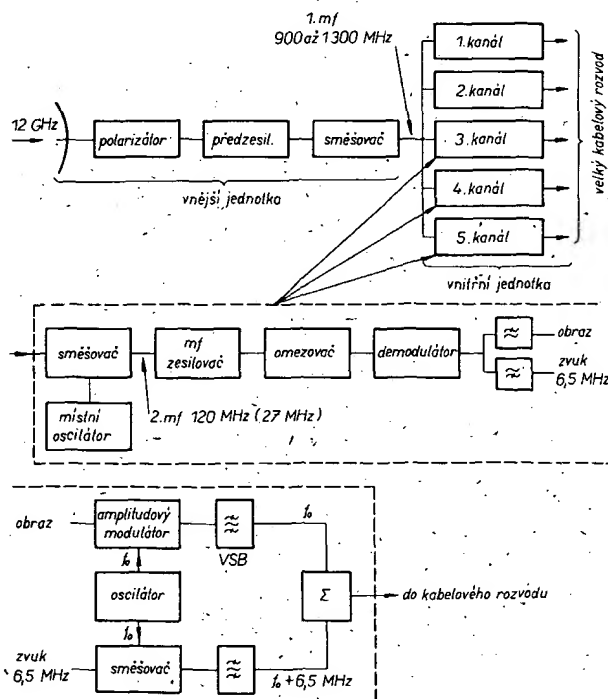 1. mf
900 až 1300 MHz
12 GHz
polarizátor
předzesil.
směšovač
vnější jednotka
1. kanál
2. kanál
3. kanál
4. kanál
5. kanál
vnitřní jednotka
velký kabelový rozvod
směšovač
místní
oscilátor
2. mf 120 MHz (27 MHz)
mf
zesilovač
omezovač
demodulátor
obraz
zvuk
6,5 MHz
obraz
amplitudový
modulátor
VSB
f₀
f₀
oscilátor
f₀
Σ
do kabelového rozvodu
zvuk
6,5 MHz
směšovač
f₀ + 6,5 MHz